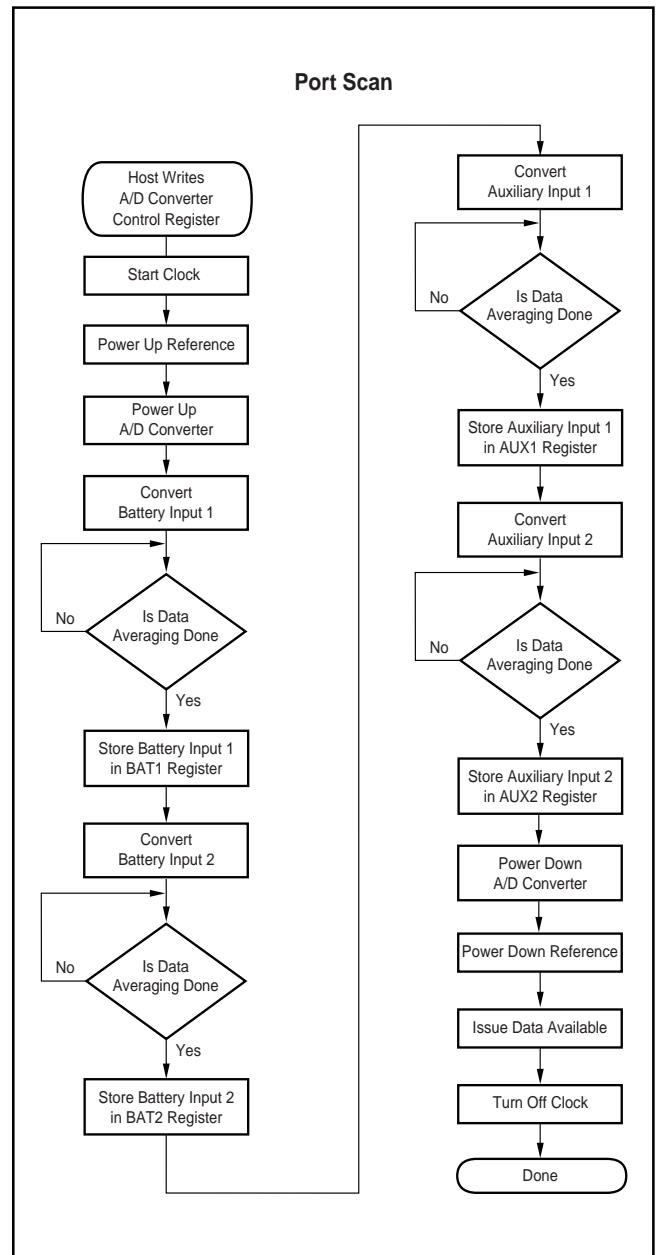 Port Scan
Host Writes
A/D Converter
Control Register
Start Clock
Power Up Reference
Power Up
A/D Converter
Convert
Battery Input 1
Is Data
Averaging Done
No
Yes
Store Battery Input 1
in BAT1 Register
Convert
Battery Input 2
Is Data
Averaging Done
No
Yes
Store Battery Input 2
in BAT2 Register
Convert
Auxiliary Input 1
Is Data
Averaging Done
No
Yes
Store Auxiliary Input 1
in AUX1 Register
Convert
Auxiliary Input 2
Is Data
Averaging Done
No
Yes
Store Auxiliary Input 2
in AUX2 Register
Power Down
A/D Converter
Power Down Reference
Issue Data Available
Turn Off Clock
Done